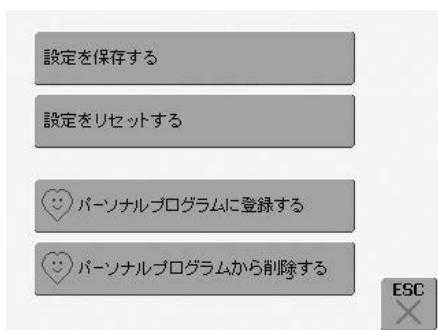 設定を保存する
設定をリセットする
パーソナルプログラムに登録する
パーソナルプログラムから削除する
ESC